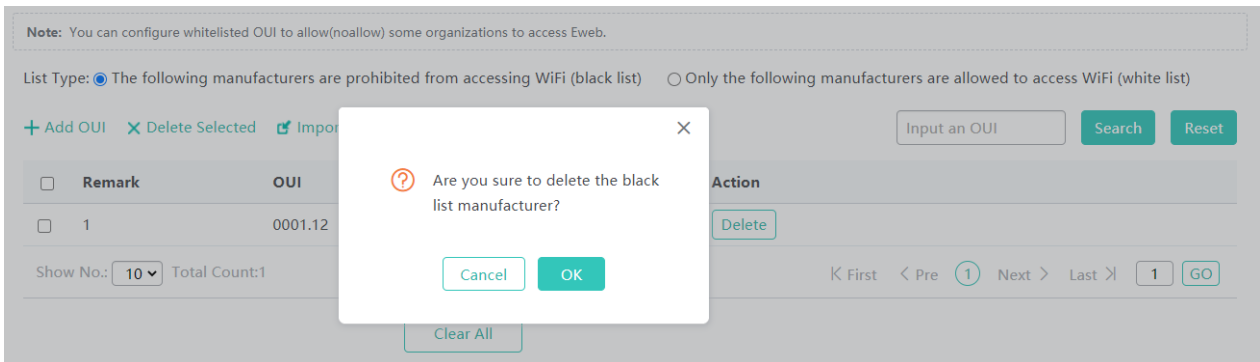 Note: You can configure whitelisted OUI to allow(noallow) some organizations to access Eweb.
List Type: The following manufacturers are prohibited from accessing WiFi (black list) Only the following manufacturers are allowed to access WiFi (white list)
Add OUI Delete Selected Impor Input an OUI Search Reset
Remark OUI Action
1 0001.12 Delete
Are you sure to delete the black
list manufacturer?
Cancel OK
Show No.: 10 Total Count:1 First Pre 1 Next Last 1 GO
Clear All